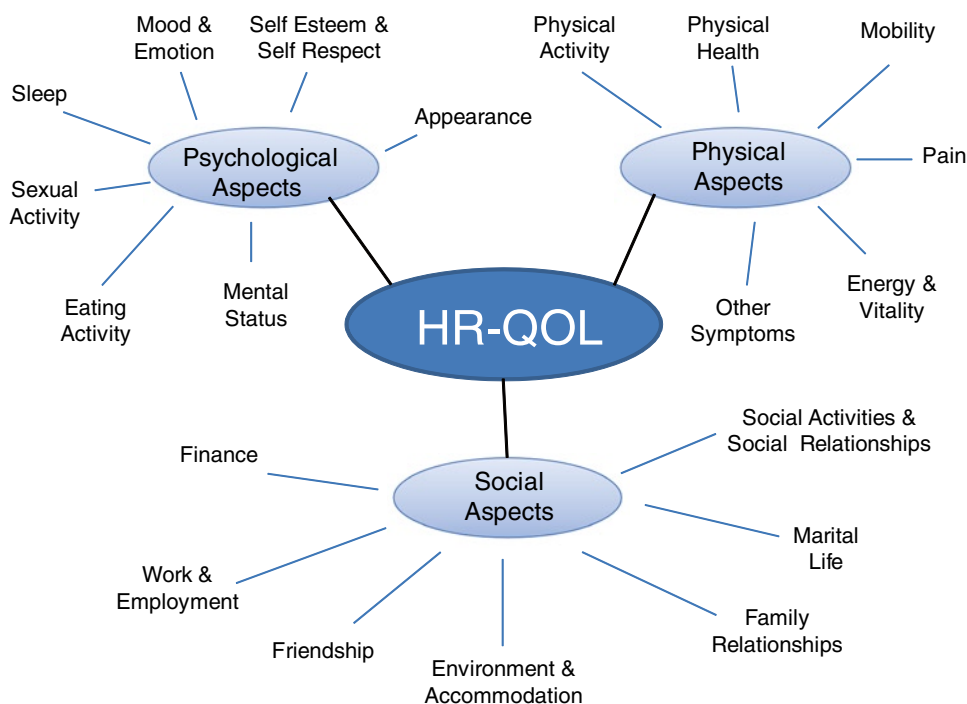 Mood &
Emotion
Self Esteem &
Self Respect
Sleep
Appearance
Psychological
Aspects
Sexual
Activity
Eating
Activity
Mental
Status
Physical
Activity
Physical
Health
Mobility
Physical
Aspects
Pain
Energy &
Vitality
Other
Symptoms
HR-QOL
Social
Aspects
Finance
Social Activities &
Social Relationships
Work &
Employment
Marital
Life
Friendship
Family
Relationships
Environment &
Accommodation